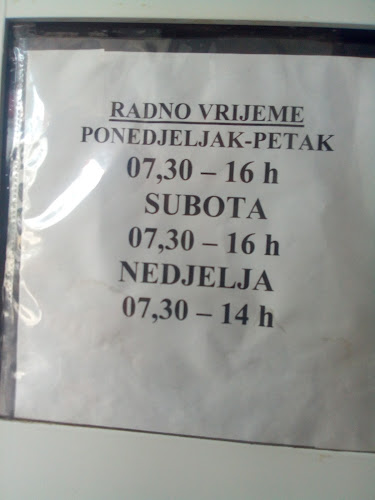 RADNO VRIJEME
PONEDJELJAK-PETAK
07,30 – 16 h
SUBOTA
07,30 – 16 h
NEDJELJA
07,30 – 14 h